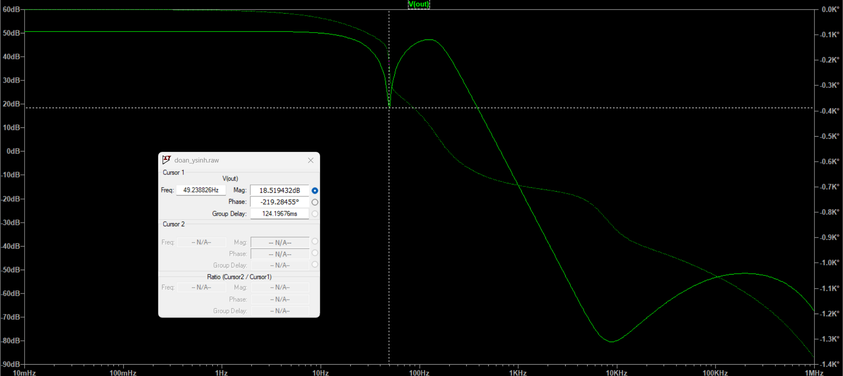 V(out)
60dB
50dB
40dB
30dB
20dB
10dB
0dB
-10dB
-20dB
-30dB
-40dB
-50dB
-60dB
-70dB
-80dB
-90dB
0.0K°
-0.1K°
-0.2K°
-0.3K°
-0.4K°
-0.5K°
-0.6K°
-0.7K°
-0.8K°
-0.9K°
-1.0K°
-1.1K°
-1.2K°
-1.3K°
-1.4K°
doan_ysinh.raw
Cursor 1
V(out)
Freq: 49.238826Hz Mag: 18.519432dB
Phase: -219.28455°
Group Delay: 124.19676ms
Cursor 2
Freq: -- N/A-- Mag: -- N/A--
Phase: -- N/A--
Group Delay: -- N/A--
Ratio (Cursor2 / Cursor1)
Freq: -- N/A-- Mag: -- N/A--
Phase: -- N/A--
Group Delay: -- N/A--
10mHz 100mHz 1Hz 10Hz 100Hz 1KHz 10KHz 100KHz 1MHz